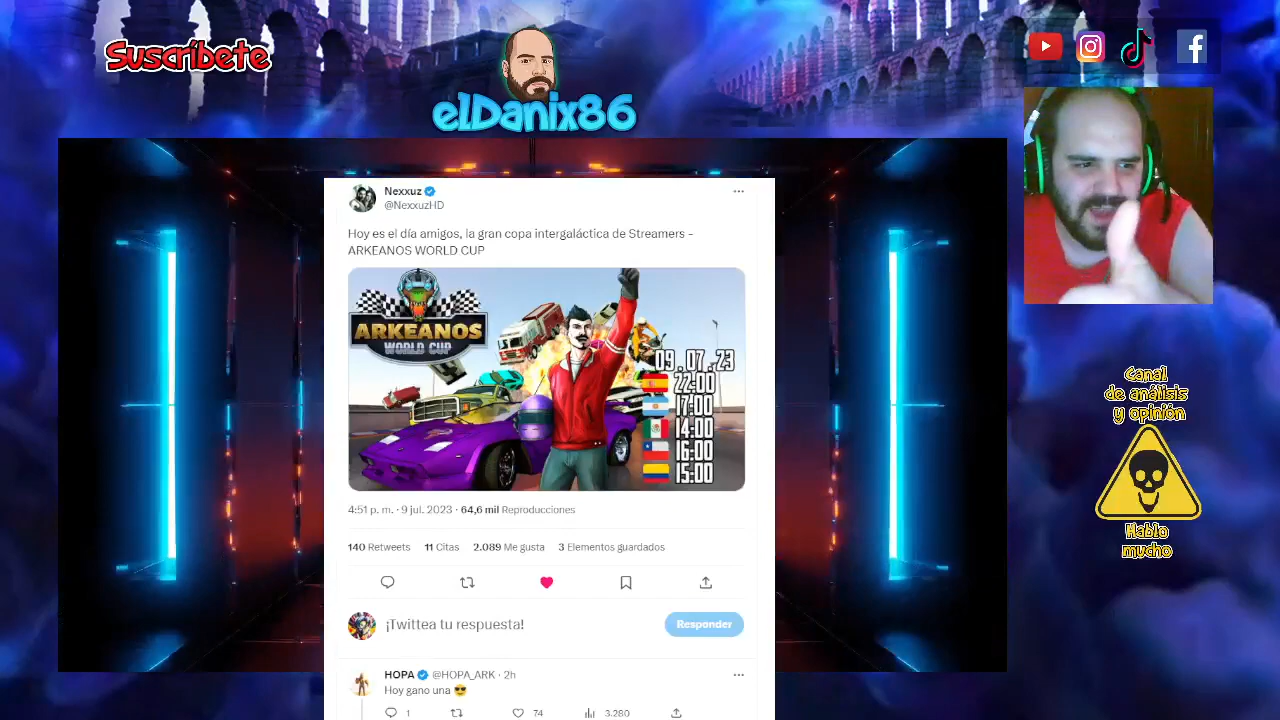 Suscríbete
elDanix86
Nexxuz
@NexxuzHD
Hoy es el día amigos, la gran copa intergaláctica de Streamers -
ARKEANOS WORLD CUP
ARKEANOS
WORLD CUP
09.07.23
22:00
17:00
14:00
16:00
15:00
4:51 p. m. · 9 jul. 2023 · 64,6 mil Reproducciones
140 Retweets 11 Citas 2.089 Me gusta 3 Elementos guardados
¡Twittea tu respuesta!
Responder
HOPA @HOPA_ARK · 2h
Hoy gano una 😎
1 74 3.280
Canal
de análisis
y opinión
Hablo
mucho